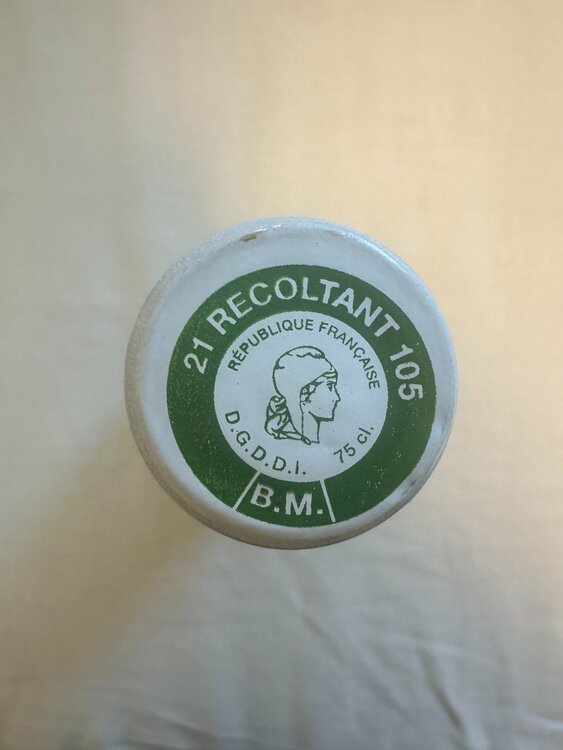 21 RECOLTANT 105
RÉPUBLIQUE FRANÇAISE
D.G.D.D.I. 75 cl.
B.M.